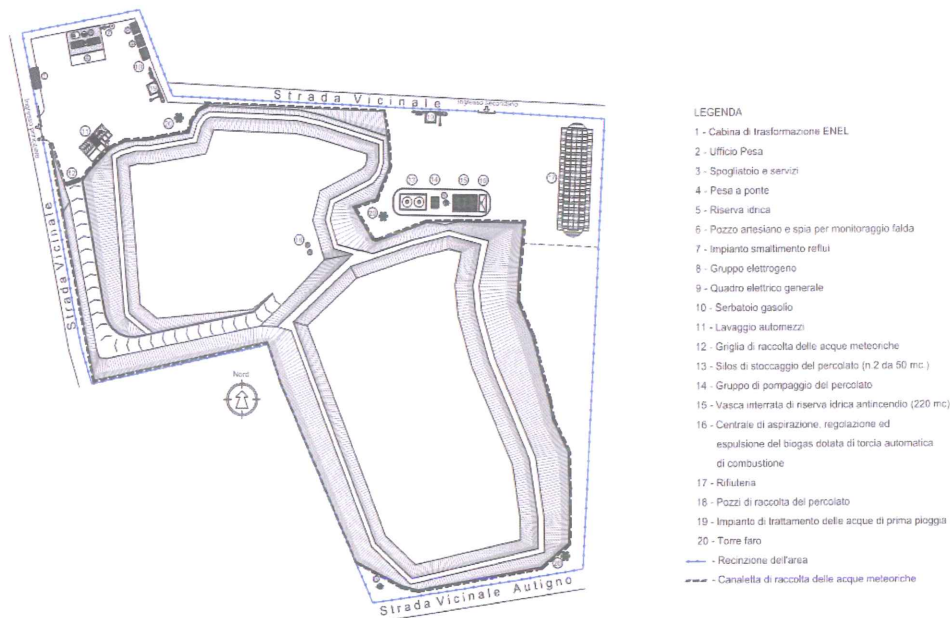 Strada Vicinale
Ingresso secondario
Strada Vicinale
Nord
Strada Vicinale Autigno
LEGENDA
1 - Cabina di trasformazione ENEL
2 - Ufficio Pesa
3 - Spogliatoio e servizi
4 - Pesa a ponte
5 - Riserva idrica
6 - Pozzo artesiano e spia per monitoraggio falda
7 - Impianto smaltimento reflui
8 - Gruppo elettrogeno
9 - Quadro elettrico generale
10 - Serbatoio gasolio
11 - Lavaggio automezzi
12 - Griglia di raccolta delle acque meteoriche
13 - Silos di stoccaggio del percolato (n.2 da 50 mc.)
14 - Gruppo di pompaggio del percolato
15 - Vasca interrata di riserva idrica antincendio (220 mc)
16 - Centrale di aspirazione, regolazione ed
espulsione del biogas dotata di torcia automatica
di combustione
17 - Rifiuteria
18 - Pozzi di raccolta del percolato
19 - Impianto di trattamento delle acque di prima pioggia
20 - Torre faro
- Recinzione dell'area
- Canaletta di raccolta delle acque meteoriche